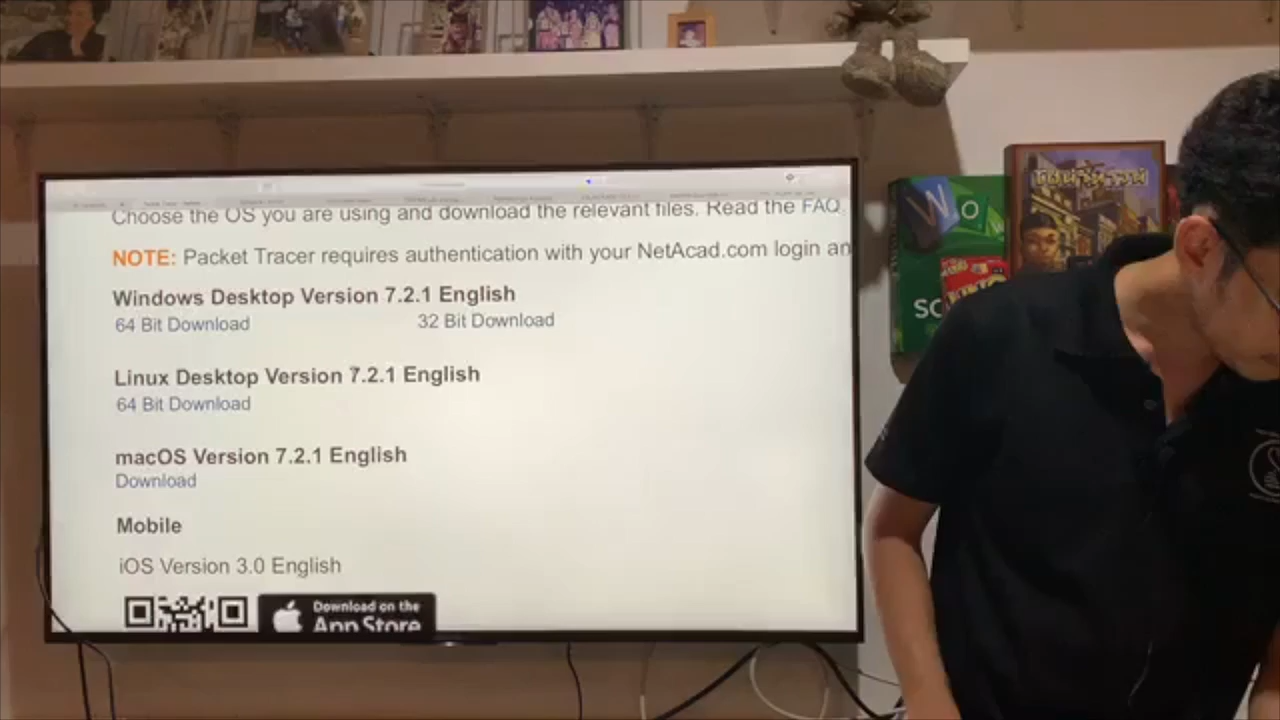 Choose the OS you are using and download the relevant files. Read the FAQ
NOTE: Packet Tracer requires authentication with your NetAcad.com login an
Windows Desktop Version 7.2.1 English
64 Bit Download 32 Bit Download
Linux Desktop Version 7.2.1 English
64 Bit Download
macOS Version 7.2.1 English
Download
Mobile
iOS Version 3.0 English
Download on the
App Store
W O
SC